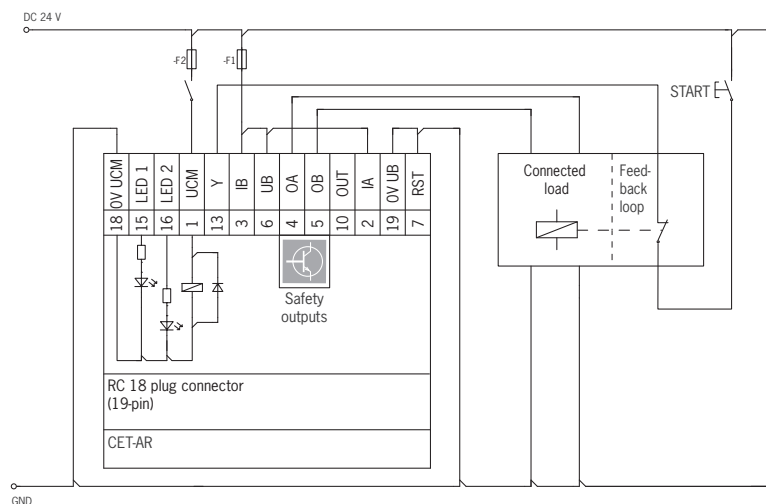 DC 24 V
-F2
-F1
START
18 0V UCM
15 LED 1
16 LED 2
1 UCM
13 Y
3 IB
6 UB
4 OA
5 OB
10 OUT
2 IA
19 0V UB
7 RST
Connected
load
Feed-
back
loop
Safety
outputs
RC 18 plug connector
(19-pin)
CET-AR
GND